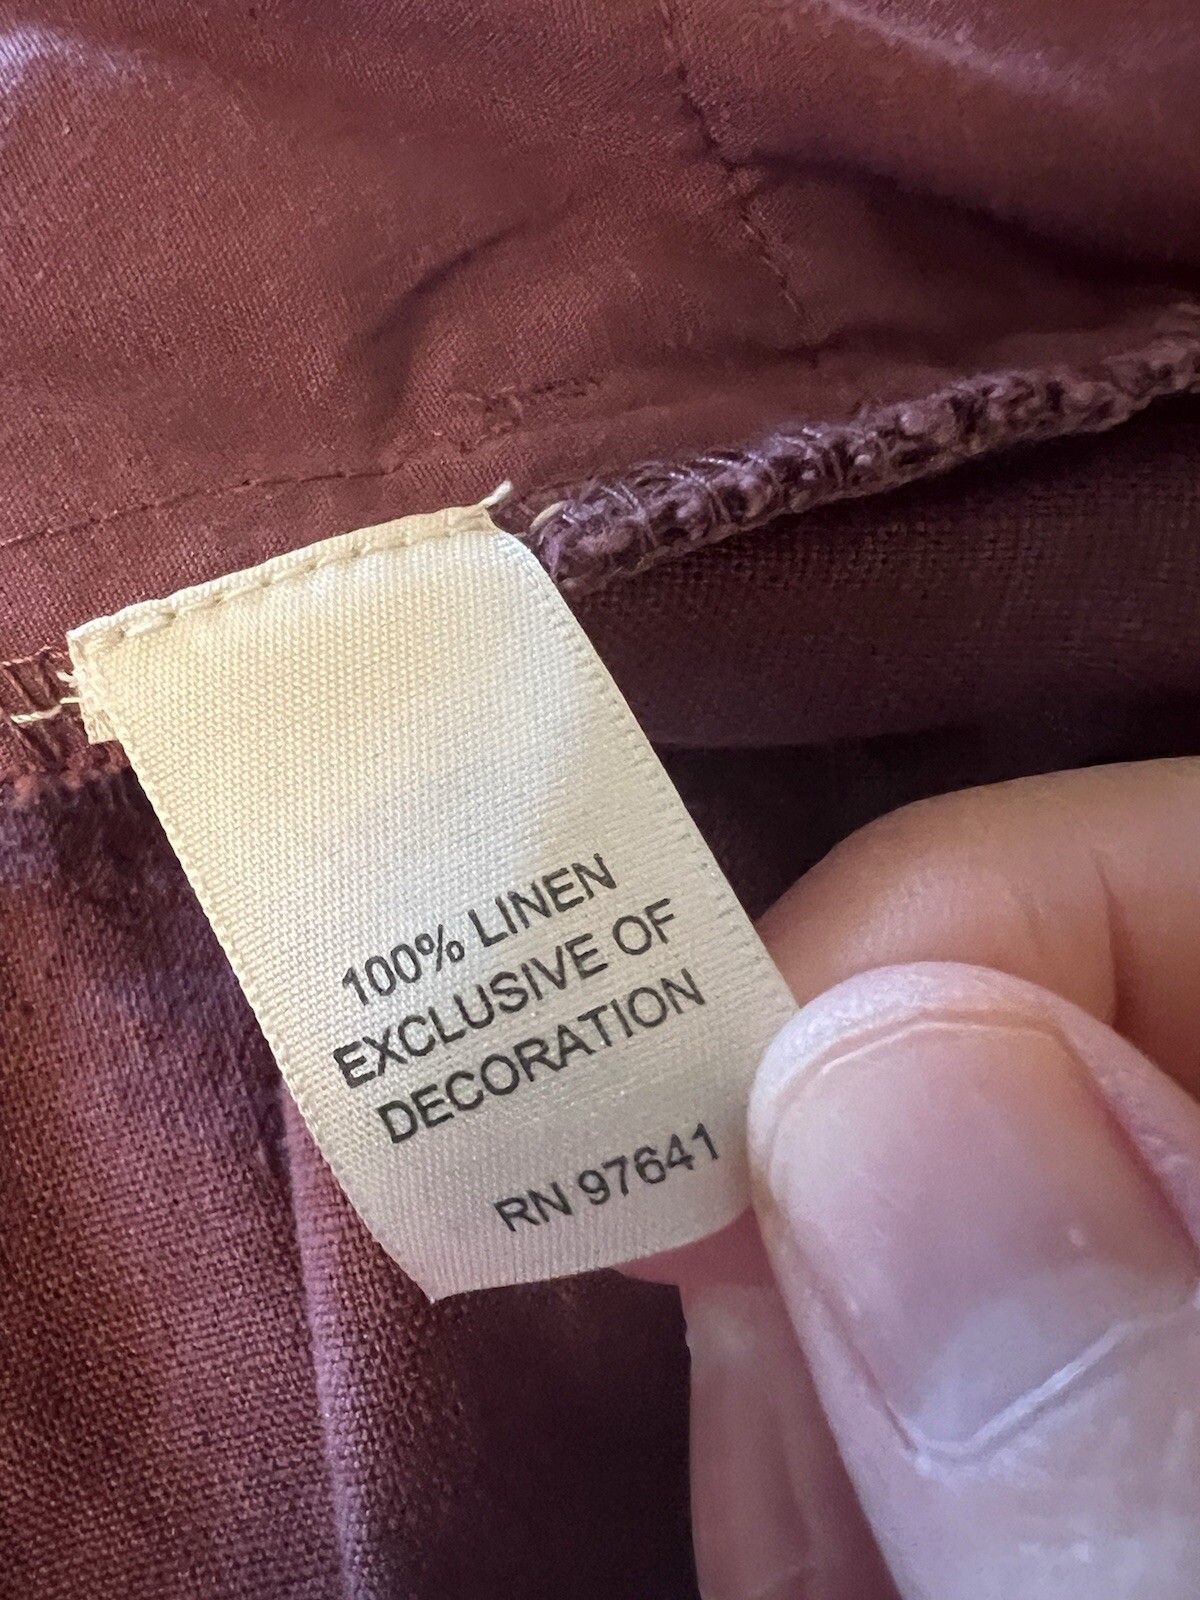 100% LINEN
EXCLUSIVE OF
DECORATION
RN 97641